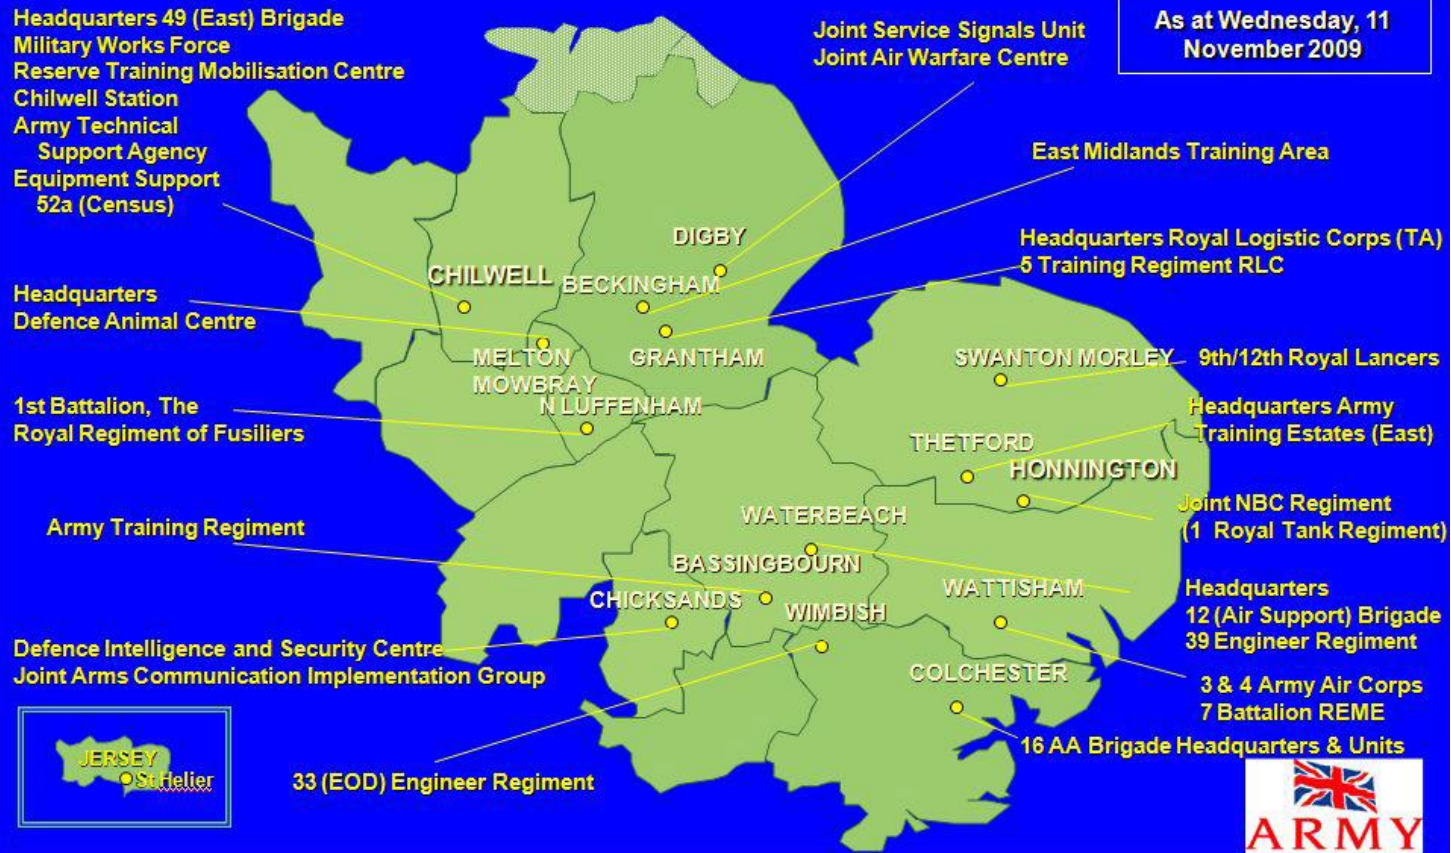 Headquarters 49 (East) Brigade
Military Works Force
Reserve Training Mobilisation Centre
Chilwell Station
Army Technical
Support Agency
Equipment Support
52a (Census)
Joint Service Signals Unit
Joint Air Warfare Centre
As at Wednesday, 11
November 2009
East Midlands Training Area
DIGBY
Headquarters Royal Logistic Corps (TA)
5 Training Regiment RLC
CHILWELL
BECKINGHAM
Headquarters
Defence Animal Centre
MELTON
MOWBRAY
GRANTHAM
SWANTON MORLEY
9th/12th Royal Lancers
1st Battalion, The
Royal Regiment of Fusiliers
N LUFFENHAM
Headquarters Army
Training Estates (East)
THETFORD
HONNINGTON
Joint NBC Regiment
(1 Royal Tank Regiment)
Army Training Regiment
WATERBEACH
BASSINGBOURN
CHICKSANDS
WIMBISH
WATTISHAM
Headquarters
12 (Air Support) Brigade
39 Engineer Regiment
Defence Intelligence and Security Centre
Joint Arms Communication Implementation Group
COLCHESTER
3 & 4 Army Air Corps
7 Battalion REME
16 AA Brigade Headquarters & Units
JERSEY
St Helier
33 (EOD) Engineer Regiment
ARMY